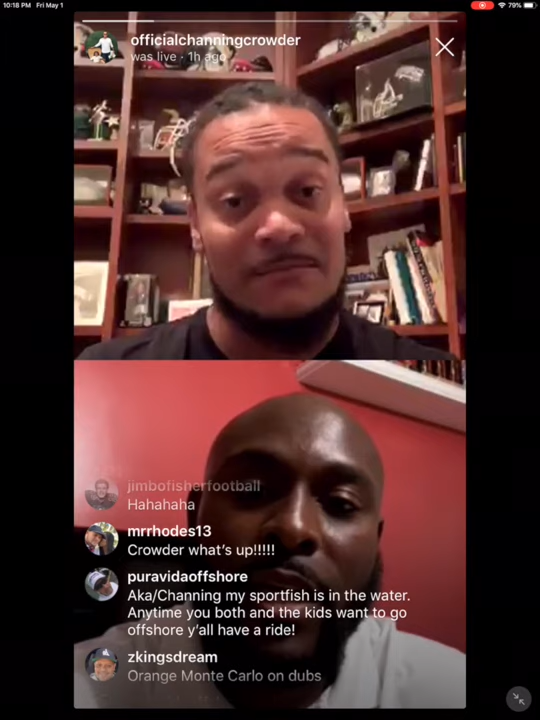 10:18 PM Fri May 1
79%
officialchanningcrowder
was live · 1h ago
jimbofisherfootball
Hahahaha
mrrhodes13
Crowder what's up!!!!!
puravidaoffshore
Aka/Channing my sportfish is in the water.
Anytime you both and the kids want to go
offshore y'all have a ride!
zkingsdream
Orange Monte Carlo on dubs